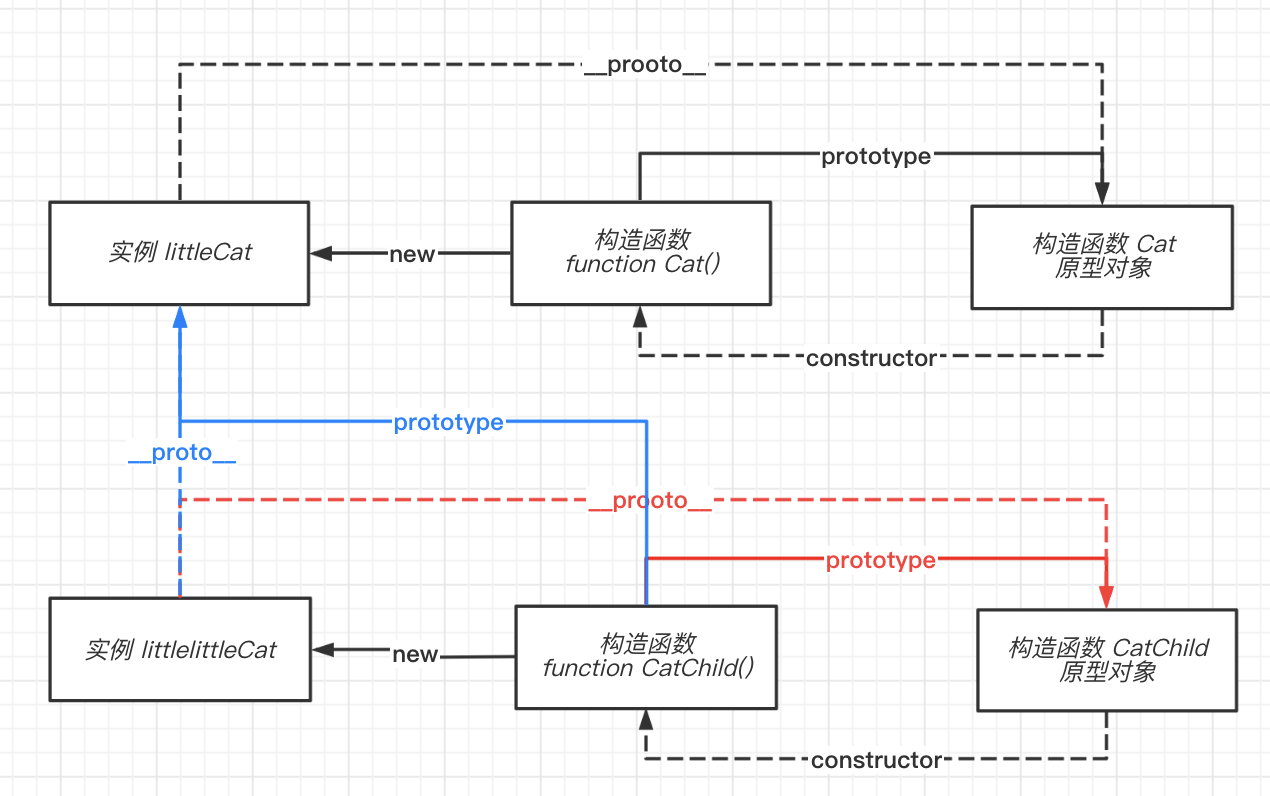 __prooto__
prototype
实例 littleCat
new
构造函数
function Cat()
构造函数 Cat
原型对象
constructor
prototype
__proto__
__prooto__
prototype
实例 littlelittleCat
new
构造函数
function CatChild()
构造函数 CatChild
原型对象
constructor